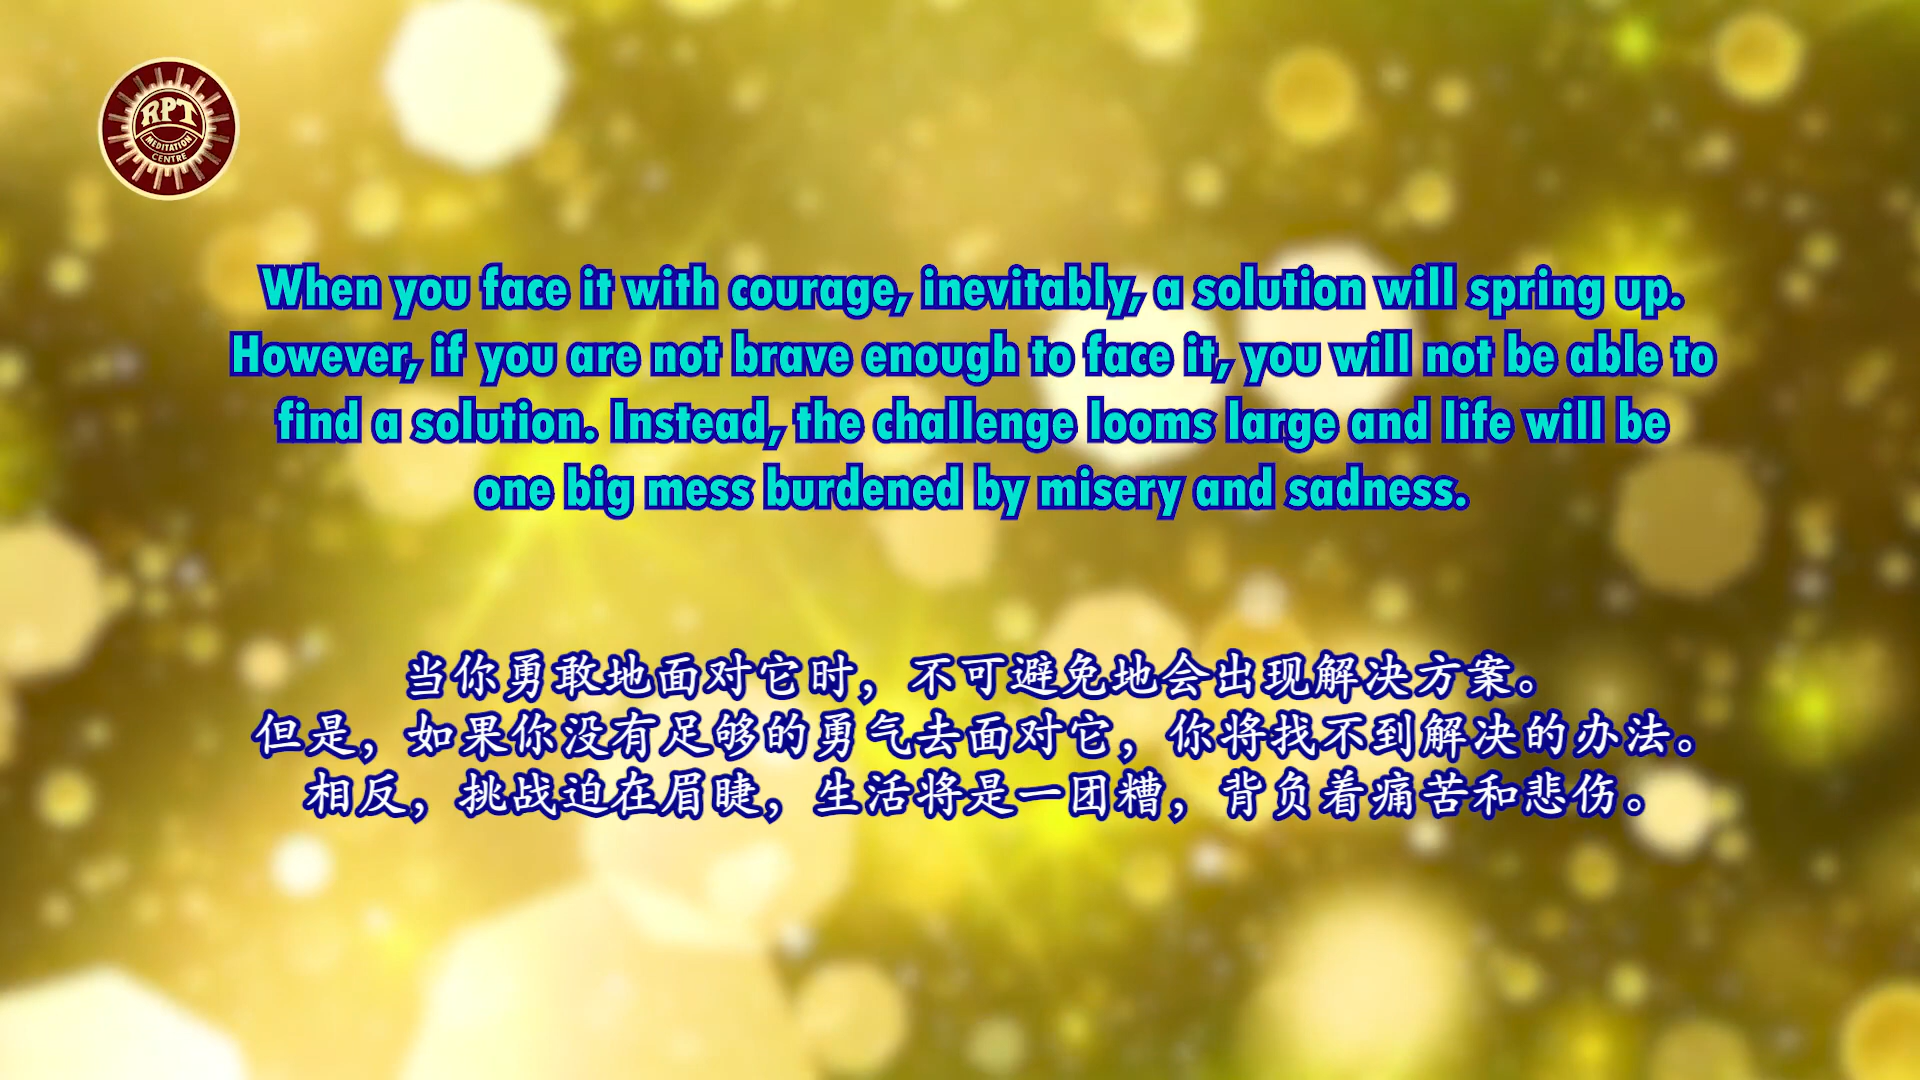 RPT
MEDITATION
CENTRE
When you face it with courage, inevitably, a solution will spring up.
However, if you are not brave enough to face it, you will not be able to
find a solution. Instead, the challenge looms large and life will be
one big mess burdened by misery and sadness.
当你勇敢地面对它时，不可避免地会出现解决方案。
但是，如果你没有足够的勇气去面对它，你将找不到解决的办法。
相反，挑战迫在眉睫，生活将是一团糟，背负着痛苦和悲伤。